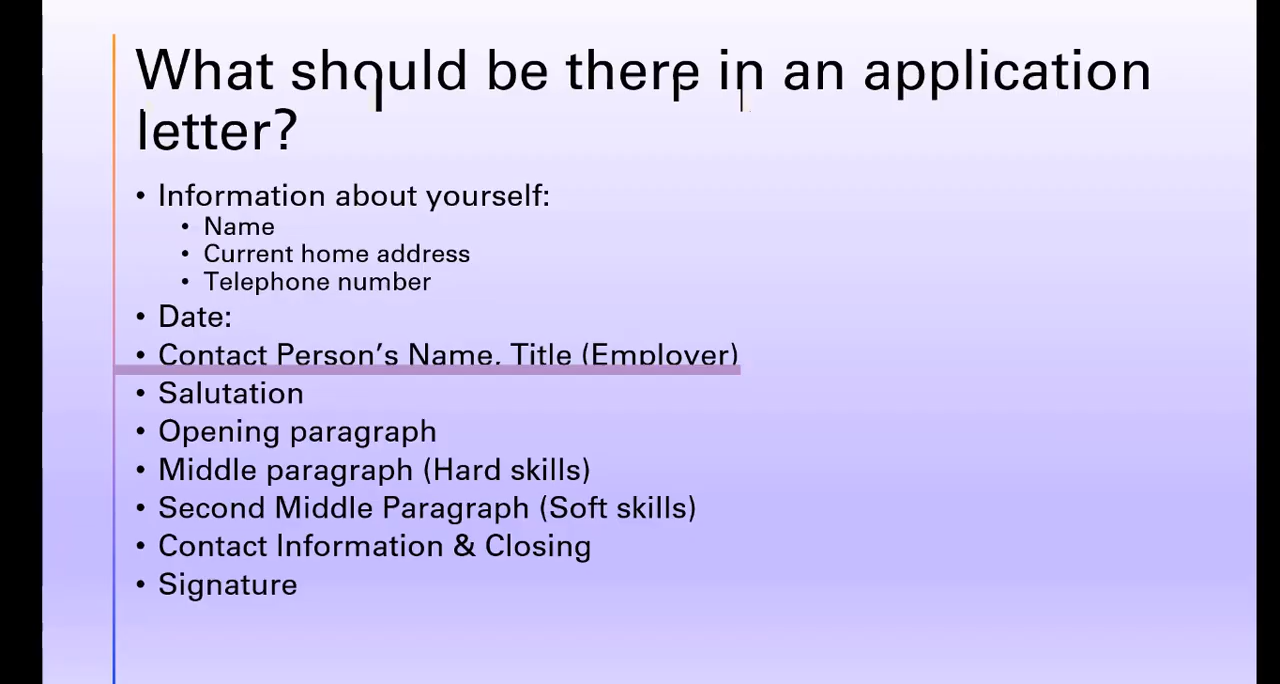 What should be there in an application
letter?
• Information about yourself:
• Name
• Current home address
• Telephone number
• Date:
• Contact Person's Name, Title (Employer)
• Salutation
• Opening paragraph
• Middle paragraph (Hard skills)
• Second Middle Paragraph (Soft skills)
• Contact Information & Closing
• Signature